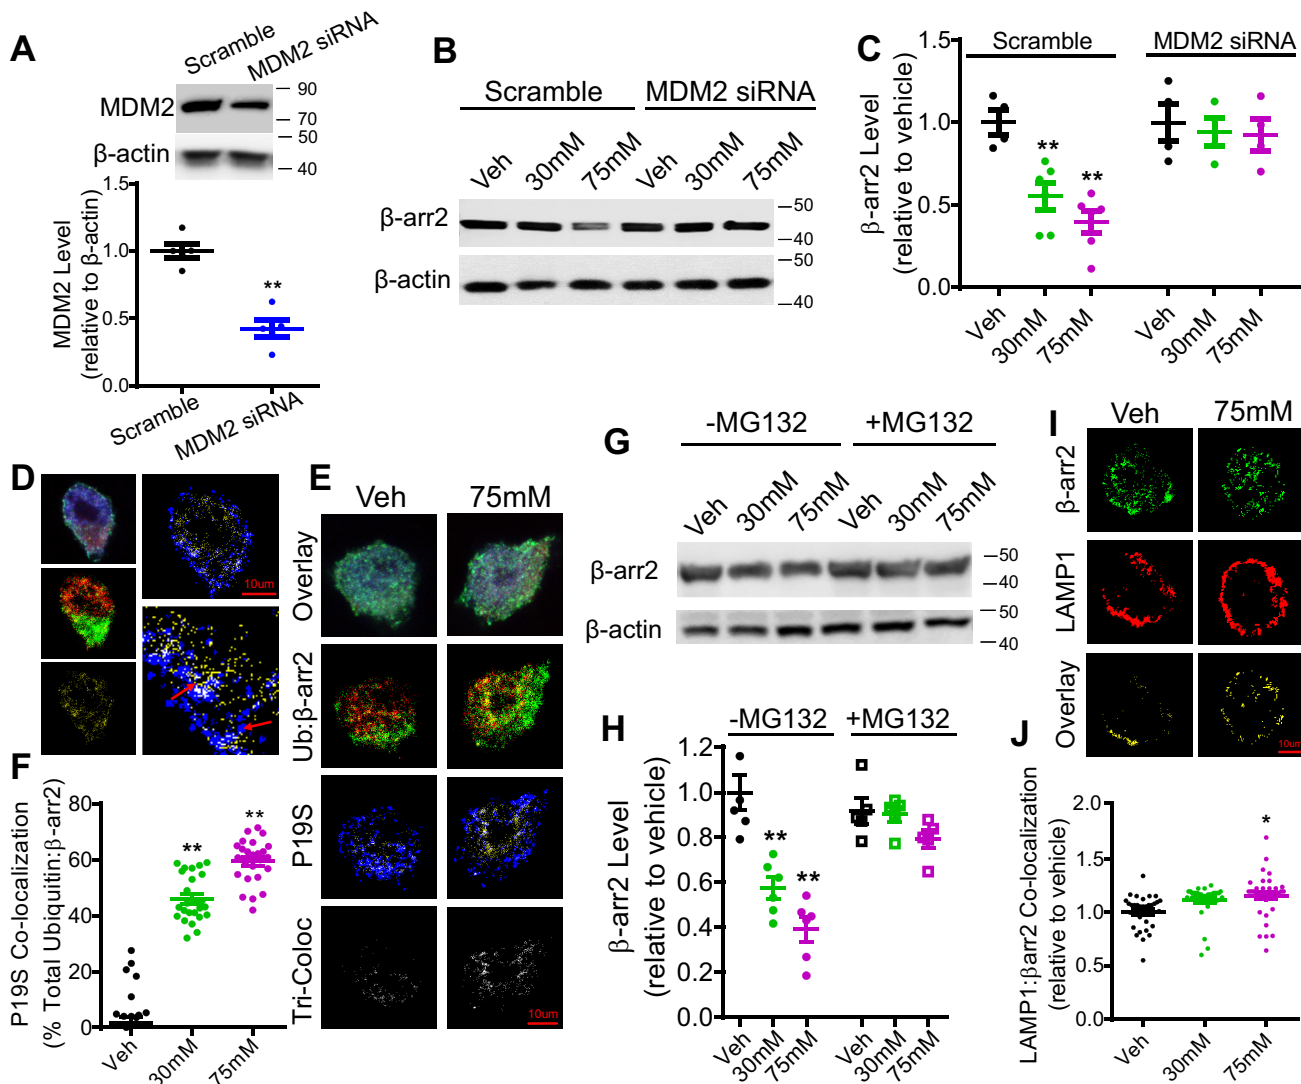 A
Scramble
MDM2 siRNA
MDM2
90
70
β-actin
50
40
MDM2 Level
(relative to β-actin)
1.5
1.0
0.5
0.0
**
Scramble
MDM2 siRNA
B
Scramble
MDM2 siRNA
Veh
30mM
75mM
Veh
30mM
75mM
β-arr2
50
40
β-actin
50
40
C
Scramble
MDM2 siRNA
β-arr2 Level
(relative to vehicle)
1.5
1.0
0.5
0.0
**
**
Veh
30mM
75mM
Veh
30mM
75mM
D
10um
E
Veh
75mM
Overlay
Ub:β-arr2
P19S
Tri-Coloc
10um
F
P19S Co-localization
(% Total Ubiquitin:β-arr2)
80
60
40
20
0
**
**
Veh
30mM
75mM
G
-MG132
+MG132
Veh
30mM
75mM
Veh
30mM
75mM
β-arr2
50
40
β-actin
50
40
H
-MG132
+MG132
β-arr2 Level
(relative to vehicle)
1.2
1.0
0.8
0.6
0.4
0.2
0.0
**
**
Veh
30mM
75mM
Veh
30mM
75mM
I
Veh
75mM
β-arr2
LAMP1
Overlay
10um
J
LAMP1:βarr2 Co-localization
(relative to vehicle)
2.0
1.5
1.0
0.5
0.0
*
Veh
30mM
75mM